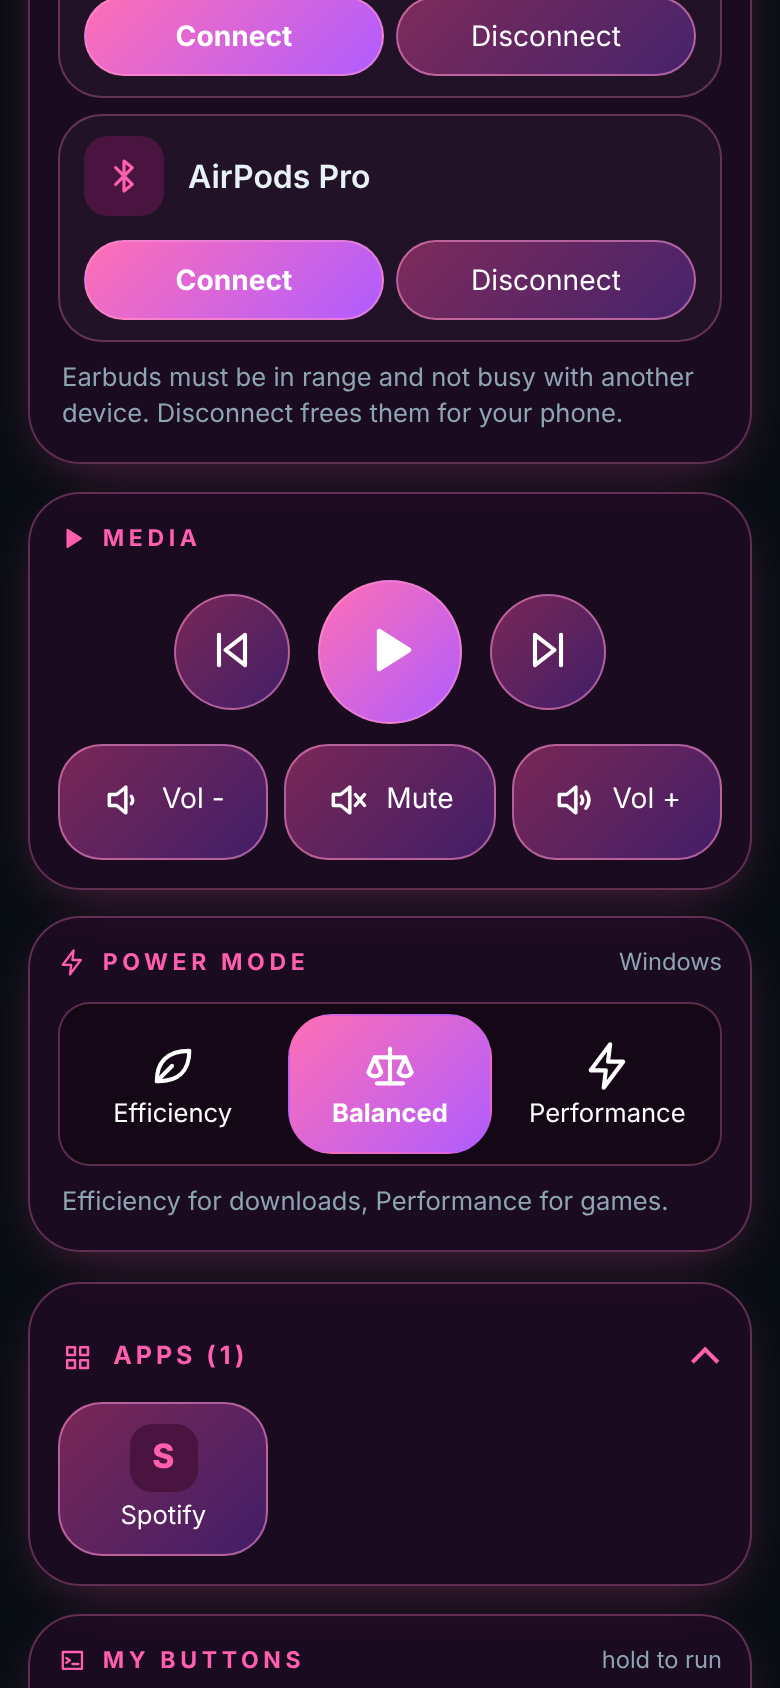 Connect Disconnect
AirPods Pro
Connect Disconnect
Earbuds must be in range and not busy with another
device. Disconnect frees them for your phone.
MEDIA
Vol - Mute Vol +
POWER MODE Windows
Efficiency Balanced Performance
Efficiency for downloads, Performance for games.
APPS (1)
S
Spotify
MY BUTTONS hold to run